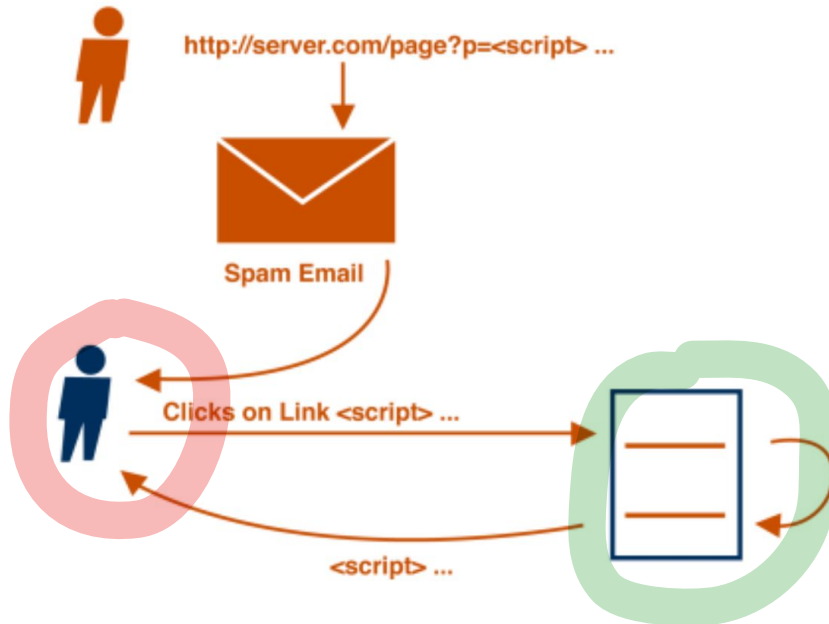 http://server.com/page?p=<script> ...
Spam Email
Clicks on Link <script> ...
<script> ...